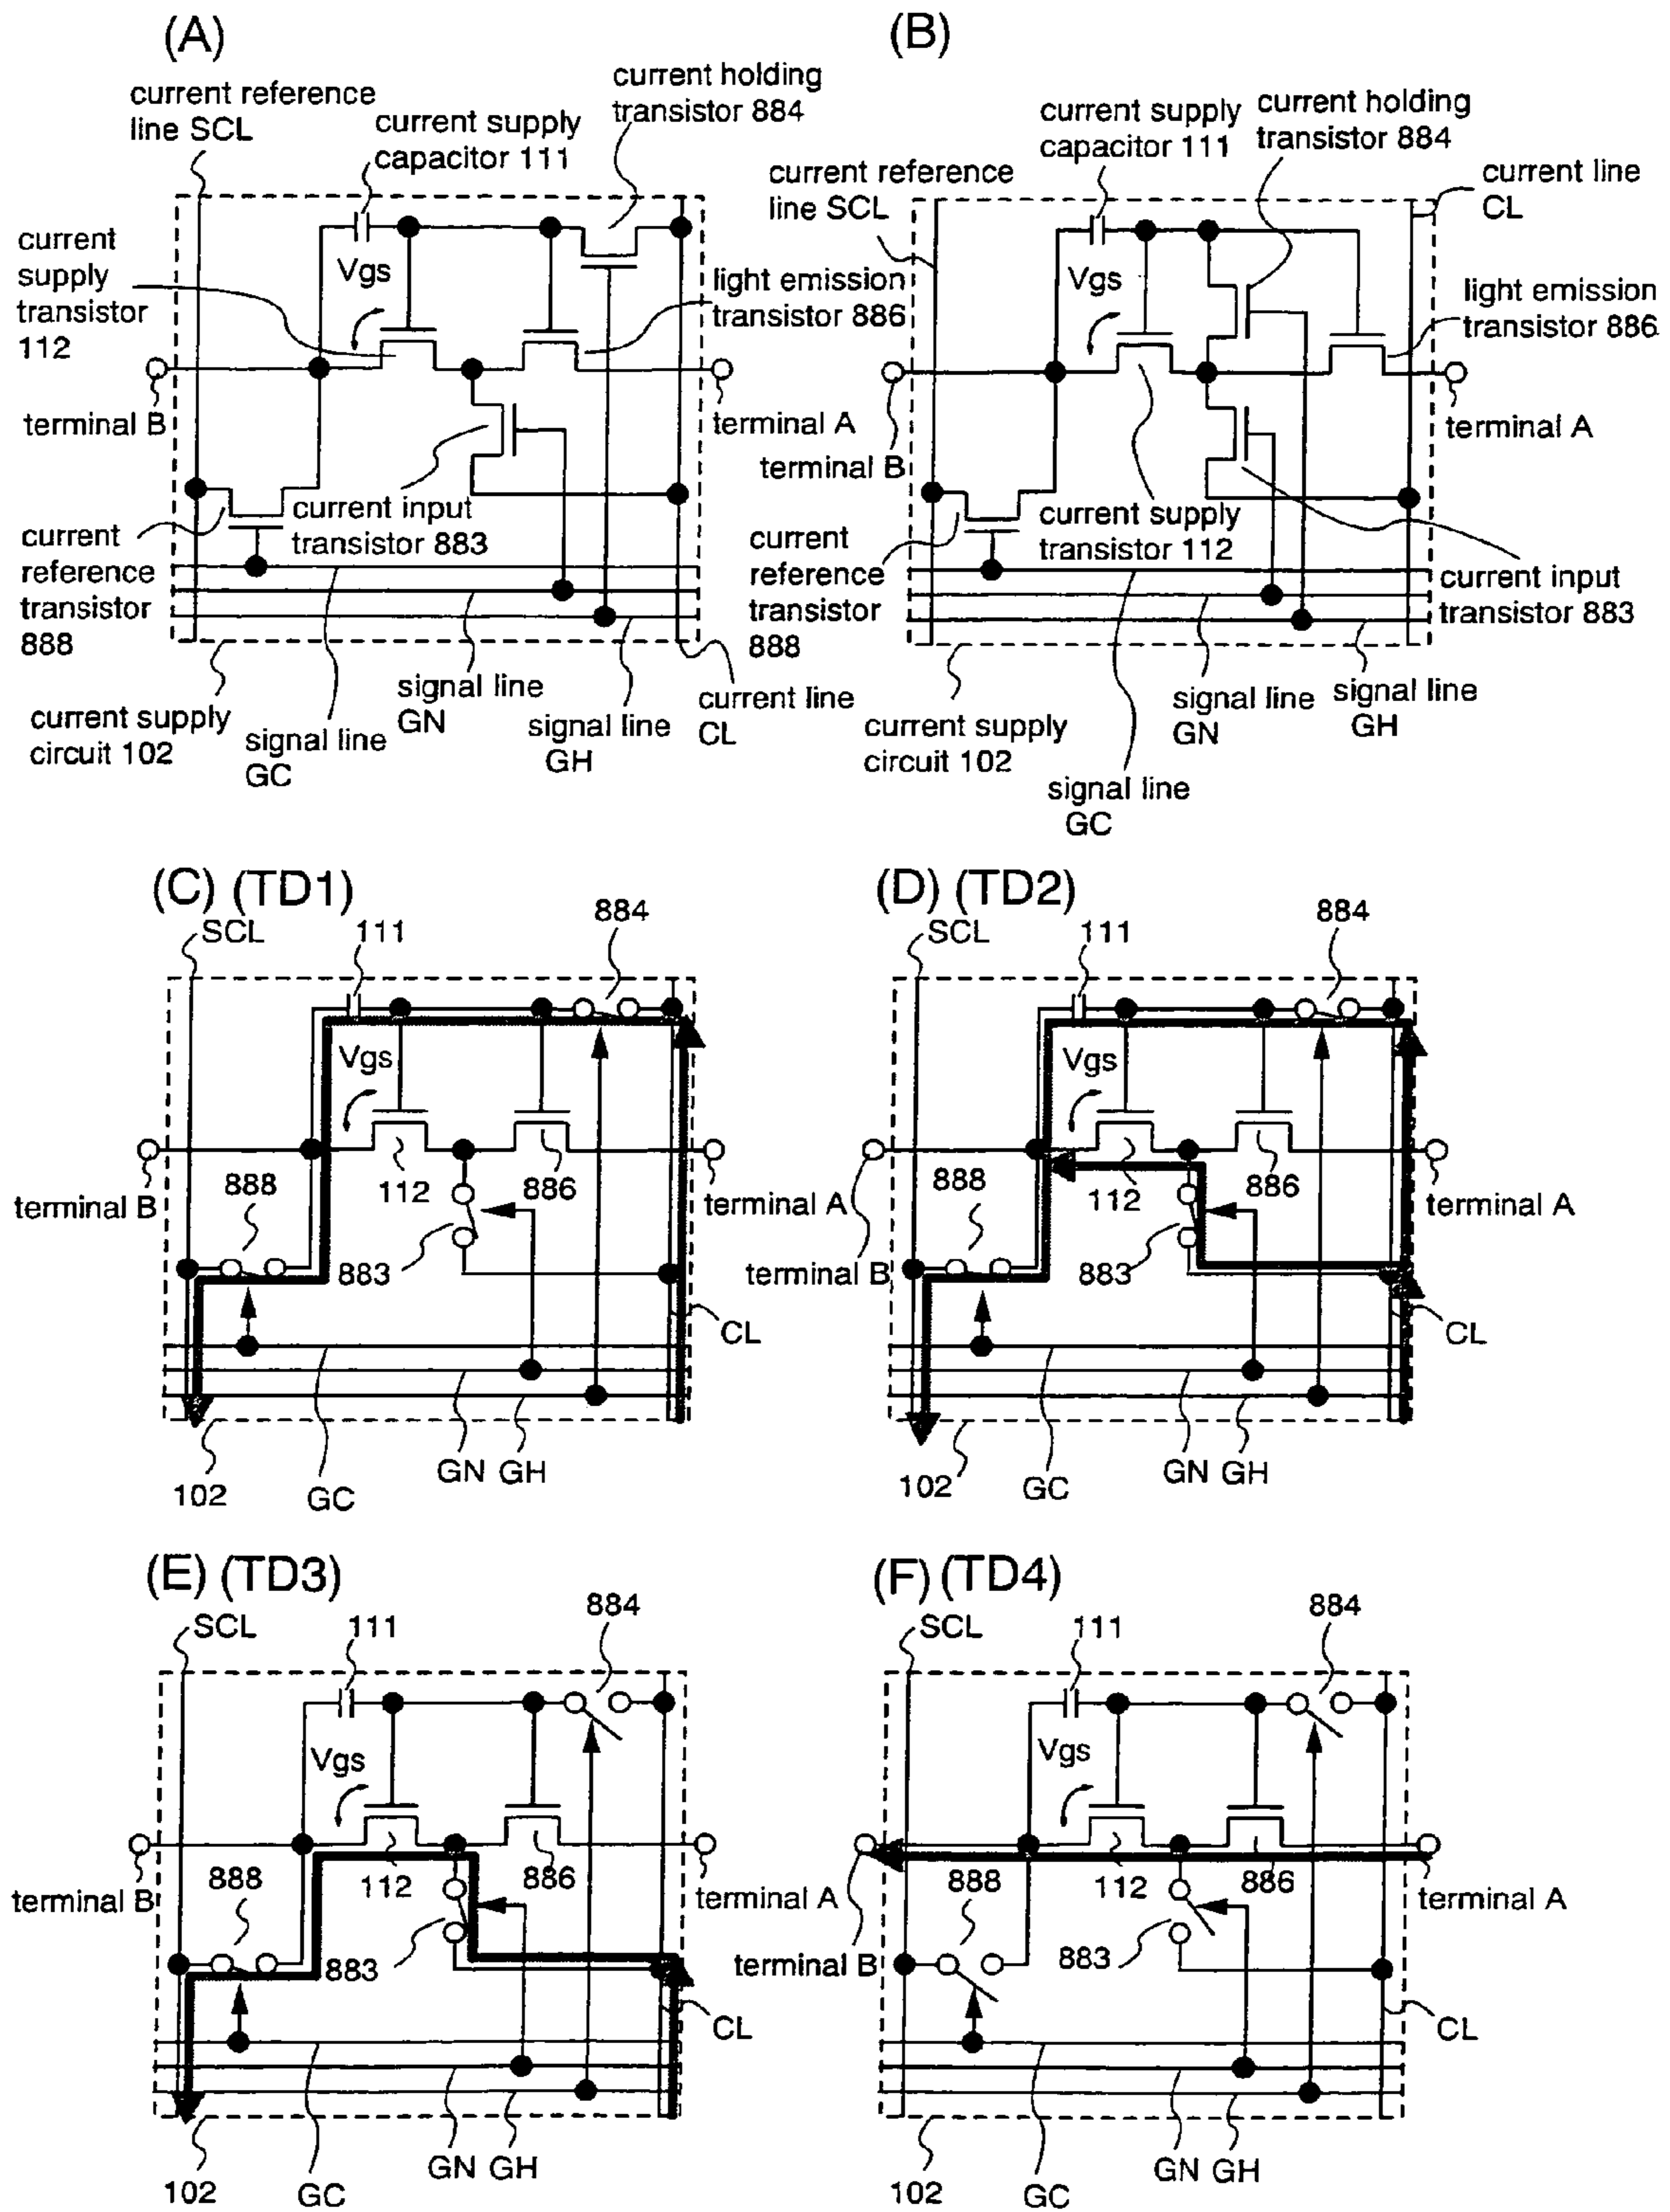 (A)
current reference
line SCL
current supply
capacitor 111
current holding
transistor 884
current
supply
transistor
112
Vgs
light emission
transistor 886
terminal B
terminal A
current input
transistor 883
current
reference
transistor
888
current supply
circuit 102
signal line
GC
signal line
GN
signal line
GH
current line
CL
(B)
current reference
line SCL
current supply
capacitor 111
current holding
transistor 884
current line
CL
Vgs
light emission
transistor 886
terminal B
terminal A
current supply
transistor 112
current
reference
transistor
888
current input
transistor 883
current supply
circuit 102
signal line
GC
signal line
GN
signal line
GH
(C) (TD1)
SCL
111
884
Vgs
888
112
886
terminal B
terminal A
883
CL
102
GC
GN GH
(D) (TD2)
SCL
111
884
Vgs
888
112
886
terminal B
terminal A
883
CL
102
GC
GN GH
(E) (TD3)
SCL
111
884
Vgs
888
112
886
terminal B
terminal A
883
CL
102
GC
GN GH
(F) (TD4)
SCL
111
884
Vgs
888
112
886
terminal B
terminal A
883
CL
102
GC
GN GH